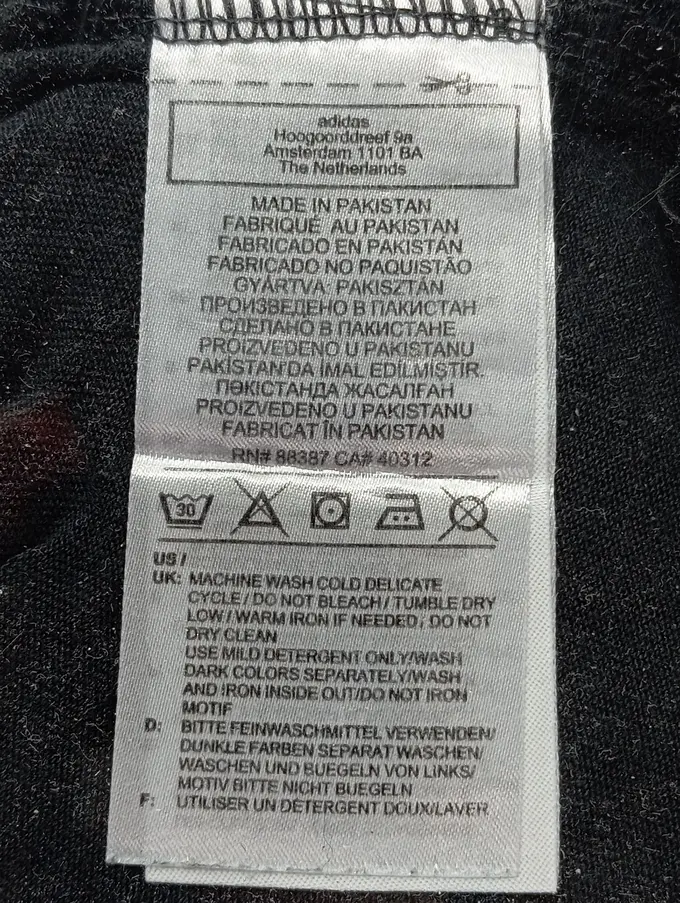 adidas
Hoogoorddreef 9a
Amsterdam 1101 BA
The Netherlands
MADE IN PAKISTAN
FABRIQUÉ AU PAKISTAN
FABRICADO EN PAKISTÁN
FABRICADO NO PAQUISTÃO
GYÁRTVA: PAKISZTÁN
ПРОИЗВЕДЕНО В ПАКИСТАН
СДЕЛАНО В ПАКИСТАНЕ
PROIZVEDENO U PAKISTANU
PAKİSTAN'DA İMAL EDİLMİŞTİR.
ПӘКІСТАНДА ЖАСАЛҒАН
PROIZVEDENO U PAKISTANU
FABRICAT ÎN PAKISTAN
RN# 88387 CA# 40312
30
US /
UK: MACHINE WASH COLD DELICATE
CYCLE / DO NOT BLEACH / TUMBLE DRY
LOW / WARM IRON IF NEEDED, DO NOT
DRY CLEAN
USE MILD DETERGENT ONLY/WASH
DARK COLORS SEPARATELY/WASH
AND IRON INSIDE OUT/DO NOT IRON
MOTIF
D: BITTE FEINWASCHMITTEL VERWENDEN/
DUNKLE FARBEN SEPARAT WASCHEN/
WASCHEN UND BUEGELN VON LINKS/
MOTIV BITTE NICHT BUEGELN
F: UTILISER UN DETERGENT DOUX/LAVER